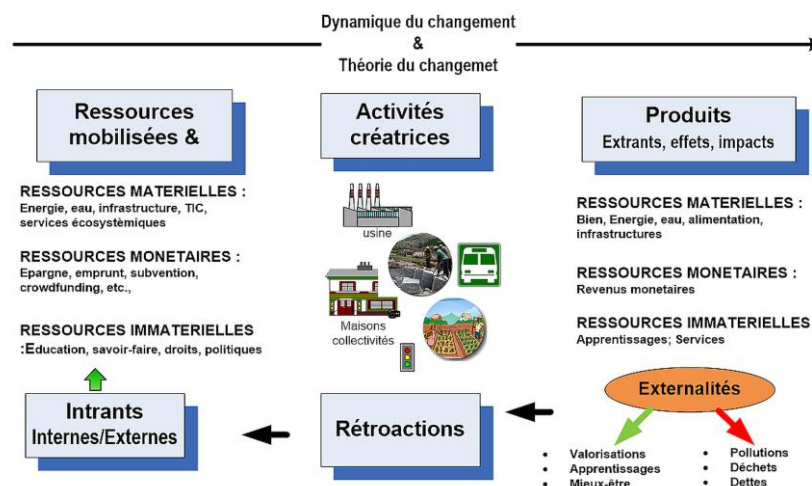 Dynamique du changement
&
Théorie du changemet
Ressources
mobilisées &
Activités
créatrices
Produits
Extrants, effets, impacts
RESSOURCES MATERIELLES :
Energie, eau, infrastructure, TIC,
services écosystèmiques
RESSOURCES MONETAIRES :
Epargne, emprunt, subvention,
crowdfunding, etc.,
RESSOURCES IMMATERIELLES
:Education, savoir-faire, droits, politiques
usine
Maisons
collectivités
RESSOURCES MATERIELLES :
Bien, Energie, eau, alimentation,
infrastructures
RESSOURCES MONETAIRES :
Revenus monetaires
RESSOURCES IMMATERIELLES
Apprentissages; Services
Intrants
Internes/Externes
Rétroactions
Externalités
• Valorisations
• Apprentissages
• Mieux-être
• Pollutions
• Déchets
• Dettes